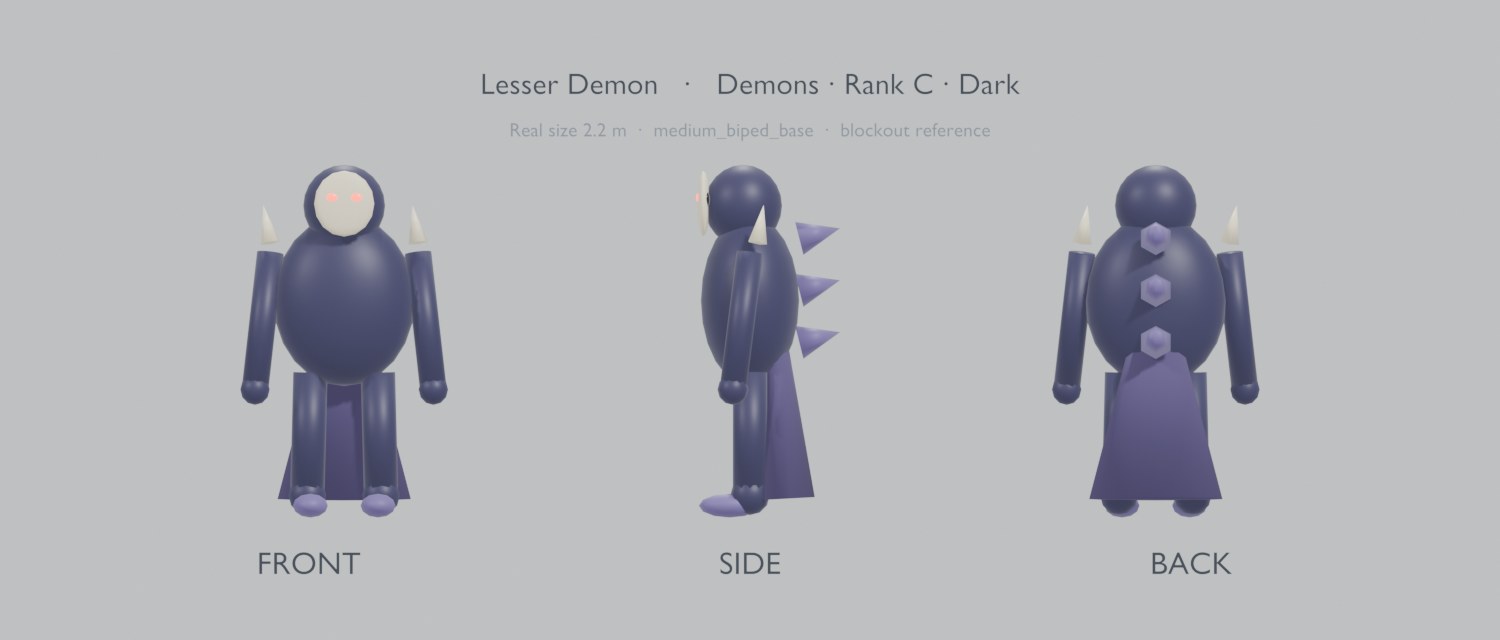 Lesser Demon · Demons · Rank C · Dark
Real size 2.2 m · medium_biped_base · blockout reference
FRONT SIDE BACK